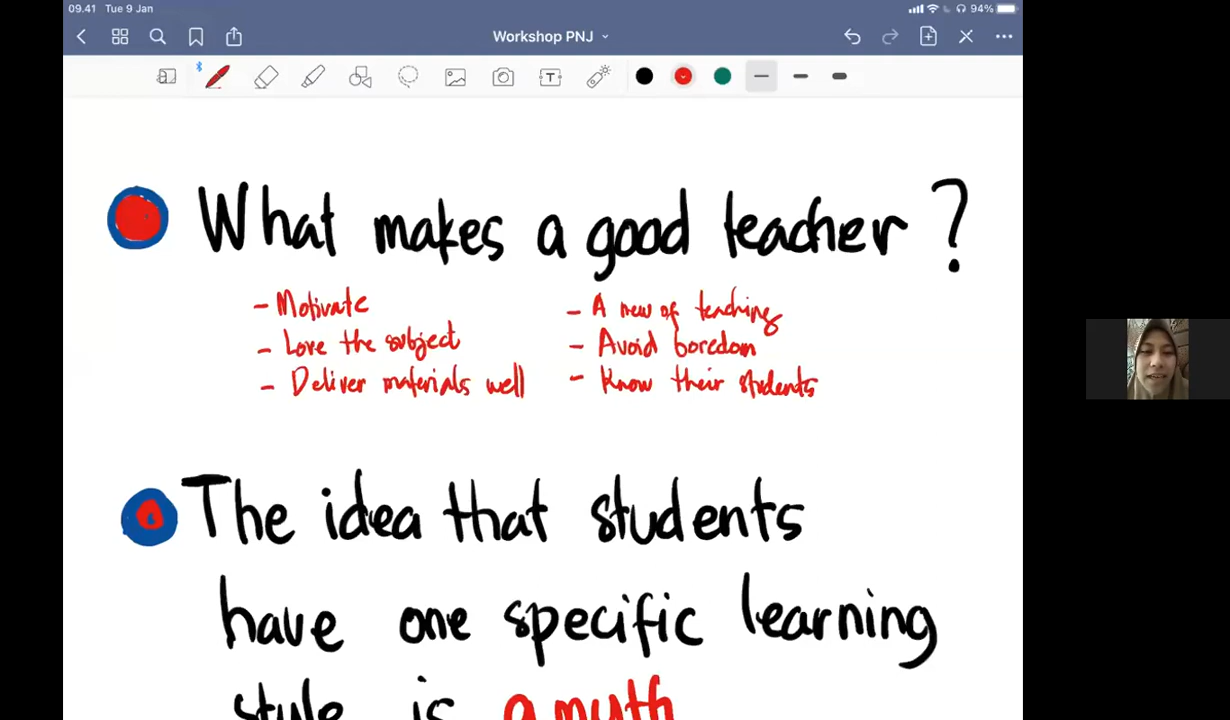 09.41 Tue 9 Jan
94%
Workshop PNJ
T
What makes a good teacher ?
- Motivate
- Love the subject
- Deliver materials well
- A new of teaching
- Avoid boredom
- Know their students
The idea that students
have one specific learning
style is a myth